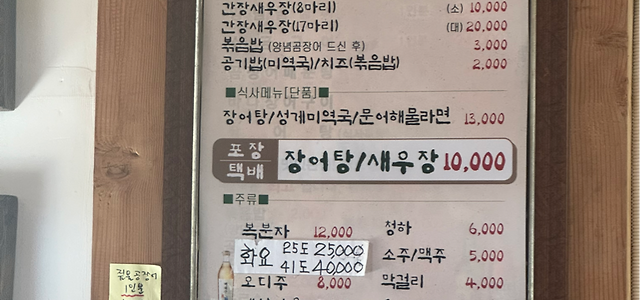 간장새우장(8마리) (소) 10,000
간장새우장(17마리) (대) 20,000
볶음밥 (양념곰장어 드신 후) 3,000
공기밥(미역국)/치즈(볶음밥) 2,000
식사메뉴[단품]
장어탕/성게미역국/문어해물라면 13,000
포장
택배
장어탕/새우장 10,000
주류
복분자 12,000
청하 6,000
화요 25도 25,000
41도 40,000
소주/맥주 5,000
오디주 8,000
막걸리 4,000
1인분